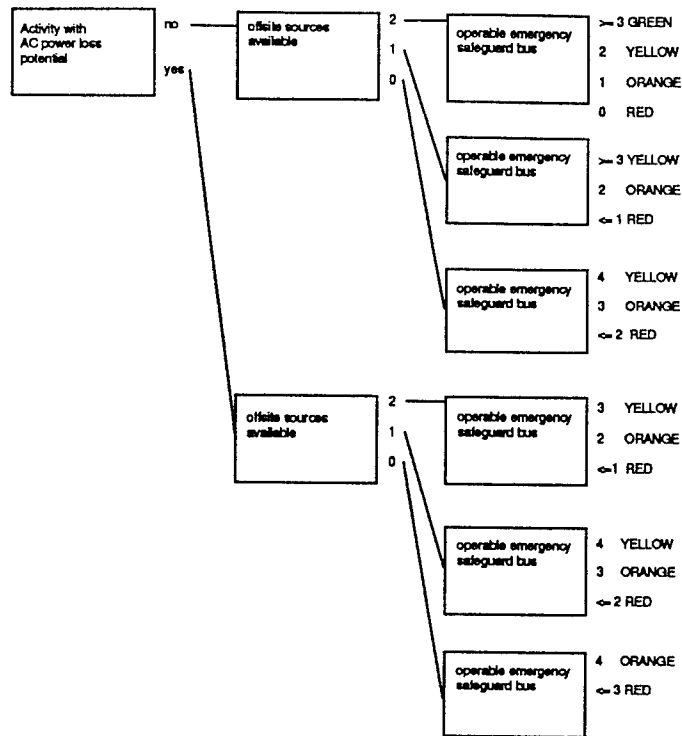 Activity with
AC power loss
potential
no
yes
offsite sources
available
2
1
0
operable emergency
safeguard bus
>= 3 GREEN
2 YELLOW
1 ORANGE
0 RED
operable emergency
safeguard bus
>= 3 YELLOW
2 ORANGE
<= 1 RED
operable emergency
safeguard bus
4 YELLOW
3 ORANGE
<= 2 RED
offsite sources
available
2
1
0
operable emergency
safeguard bus
3 YELLOW
2 ORANGE
<=1 RED
operable emergency
safeguard bus
4 YELLOW
3 ORANGE
<= 2 RED
operable emergency
safeguard bus
4 ORANGE
<= 3 RED